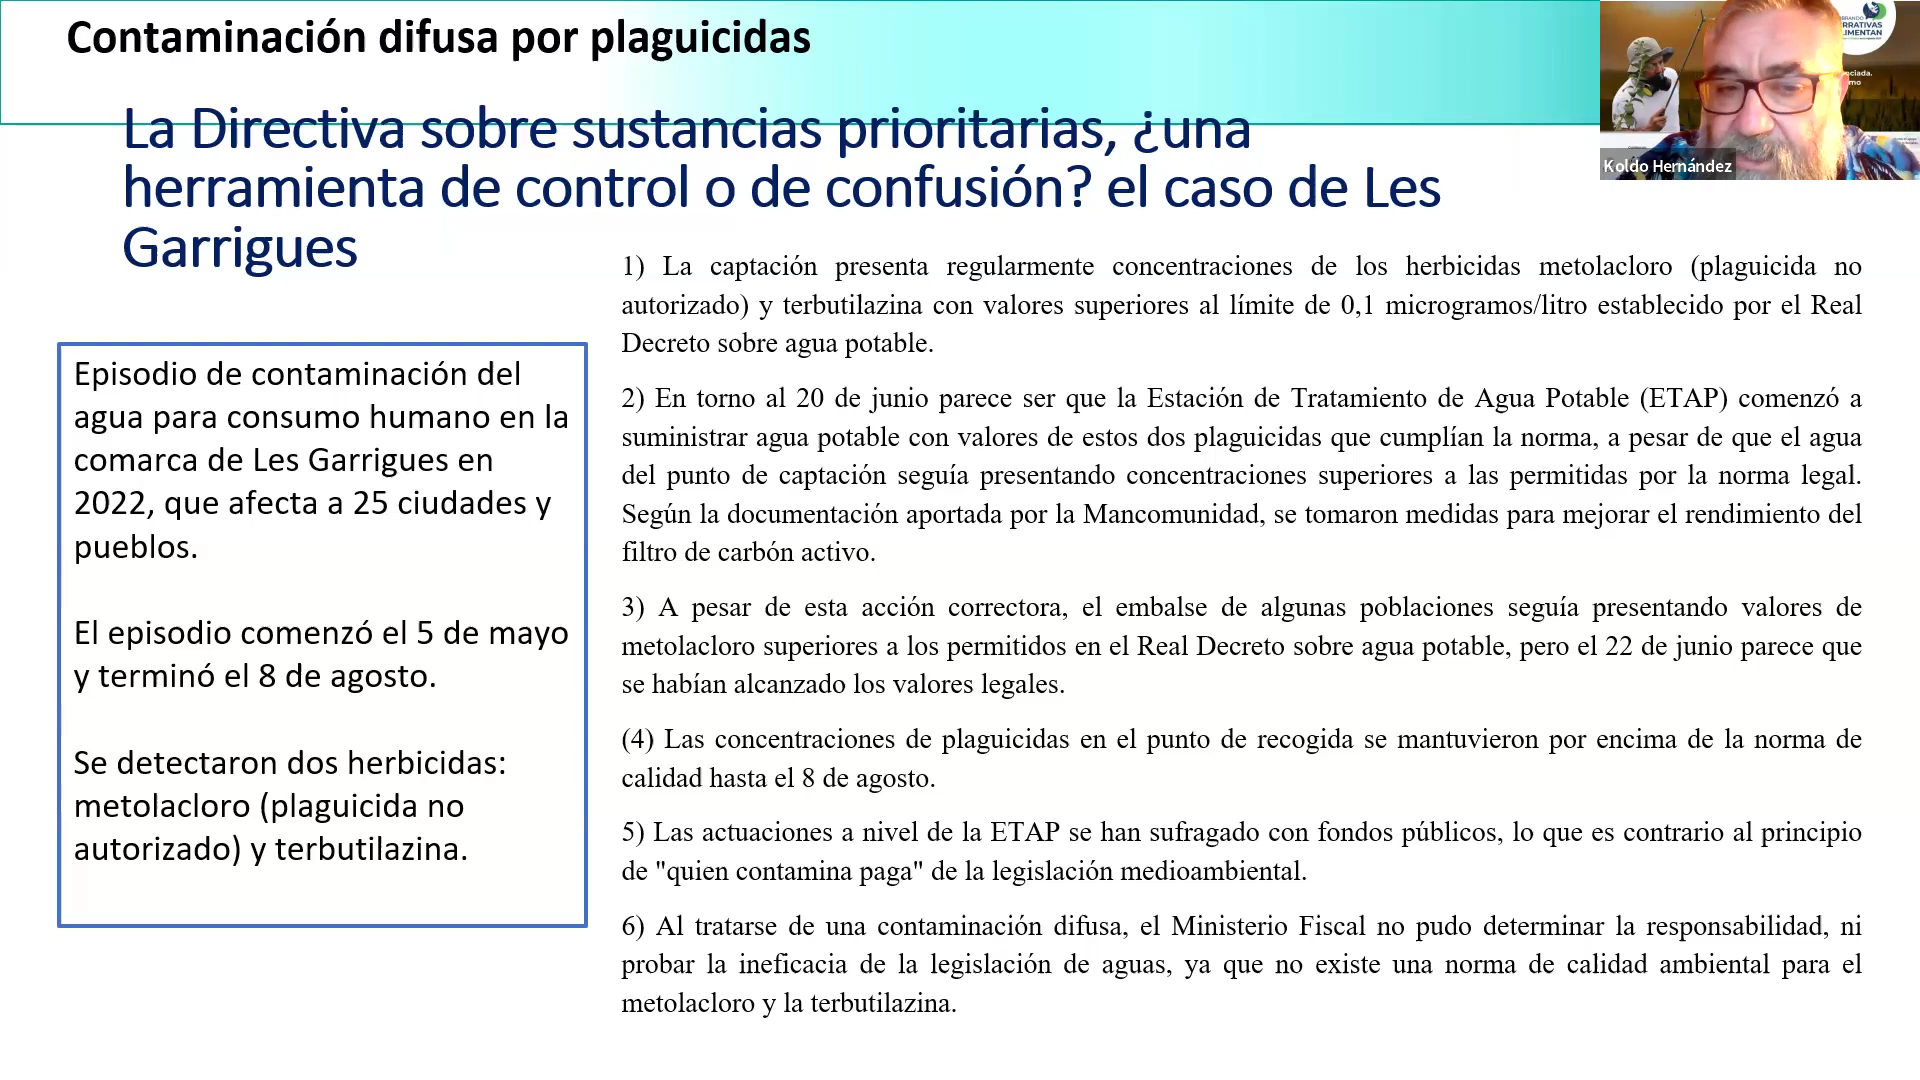 Contaminación difusa por plaguicidas
La Directiva sobre sustancias prioritarias, ¿una
herramienta de control o de confusión? el caso de Les
Garrigues
Episodio de contaminación del
agua para consumo humano en la
comarca de Les Garrigues en
2022, que afecta a 25 ciudades y
pueblos.
El episodio comenzó el 5 de mayo
y terminó el 8 de agosto.
Se detectaron dos herbicidas:
metolacloro (plaguicida no
autorizado) y terbutilazina.
1) La captación presenta regularmente concentraciones de los herbicidas metolacloro (plaguicida no
autorizado) y terbutilazina con valores superiores al límite de 0,1 microgramos/litro establecido por el Real
Decreto sobre agua potable.
2) En torno al 20 de junio parece ser que la Estación de Tratamiento de Agua Potable (ETAP) comenzó a
suministrar agua potable con valores de estos dos plaguicidas que cumplían la norma, a pesar de que el agua
del punto de captación seguía presentando concentraciones superiores a las permitidas por la norma legal.
Según la documentación aportada por la Mancomunidad, se tomaron medidas para mejorar el rendimiento del
filtro de carbón activo.
3) A pesar de esta acción correctora, el embalse de algunas poblaciones seguía presentando valores de
metolacloro superiores a los permitidos en el Real Decreto sobre agua potable, pero el 22 de junio parece que
se habían alcanzado los valores legales.
(4) Las concentraciones de plaguicidas en el punto de recogida se mantuvieron por encima de la norma de
calidad hasta el 8 de agosto.
5) Las actuaciones a nivel de la ETAP se han sufragado con fondos públicos, lo que es contrario al principio
de "quien contamina paga" de la legislación medioambiental.
6) Al tratarse de una contaminación difusa, el Ministerio Fiscal no pudo determinar la responsabilidad, ni
probar la ineficacia de la legislación de aguas, ya que no existe una norma de calidad ambiental para el
metolacloro y la terbutilazina.
Koldo Hernández